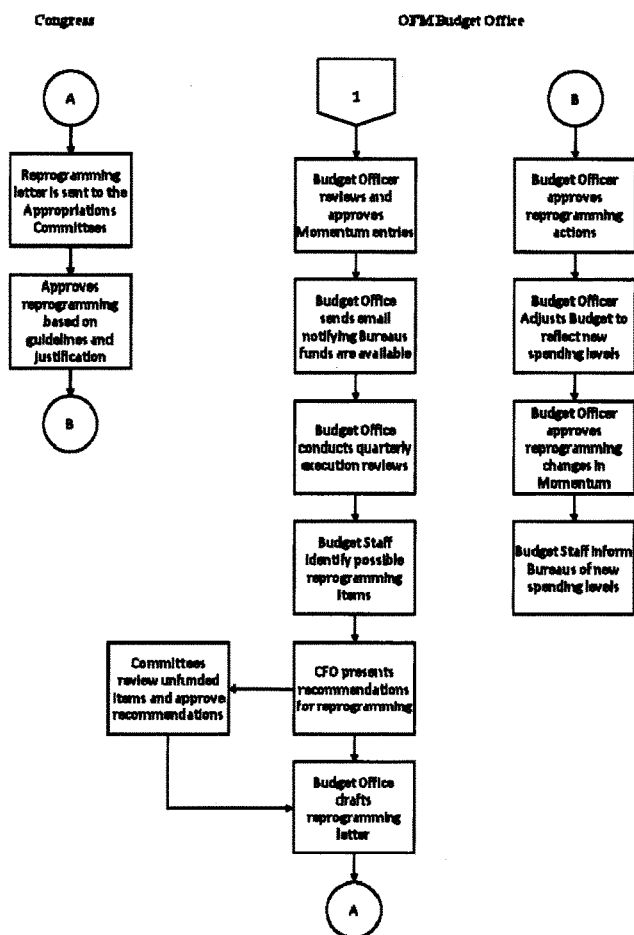 Congress
OFM Budget Office
A
Reprogramming
letter is sent to the
Appropriations
Committees
Approves
reprogramming
based on
guidelines and
justification
B
1
Budget Officer
reviews and
approves
Momentum entries
Budget Office
sends email
notifying Bureaus
funds are available
Budget Office
conducts quarterly
execution reviews
Budget Staff
identify possible
reprogramming
items
CFO presents
recommendations
for reprogramming
Committees
review unfunded
items and approve
recommendations
Budget Office
drafts
reprogramming
letter
A
B
Budget Officer
approves
reprogramming
actions
Budget Officer
Adjusts Budget to
reflect new
spending levels
Budget Officer
approves
reprogramming
changes in
Momentum
Budget Staff inform
Bureaus of new
spending levels